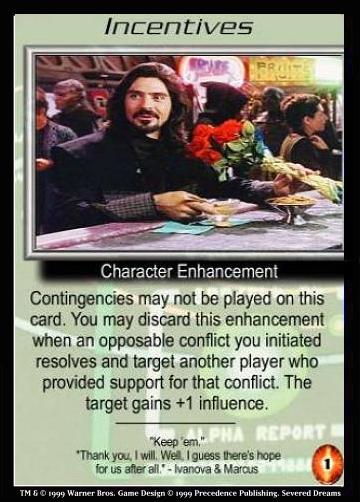 Incentives
FRUITS
Character Enhancement
Contingencies may not be played on this
card. You may discard this enhancement
when an opposable conflict you initiated
resolves and target another player who
provided support for that conflict. The
target gains +1 influence.
"Keep 'em."
"Thank you, I will. Well, I guess there's hope
for us after all." - Ivanova & Marcus
ALPHA REPORT
1
TM & © 1999 Warner Bros. Game Design © 1999 Precedence Publishing. Severed Dreams